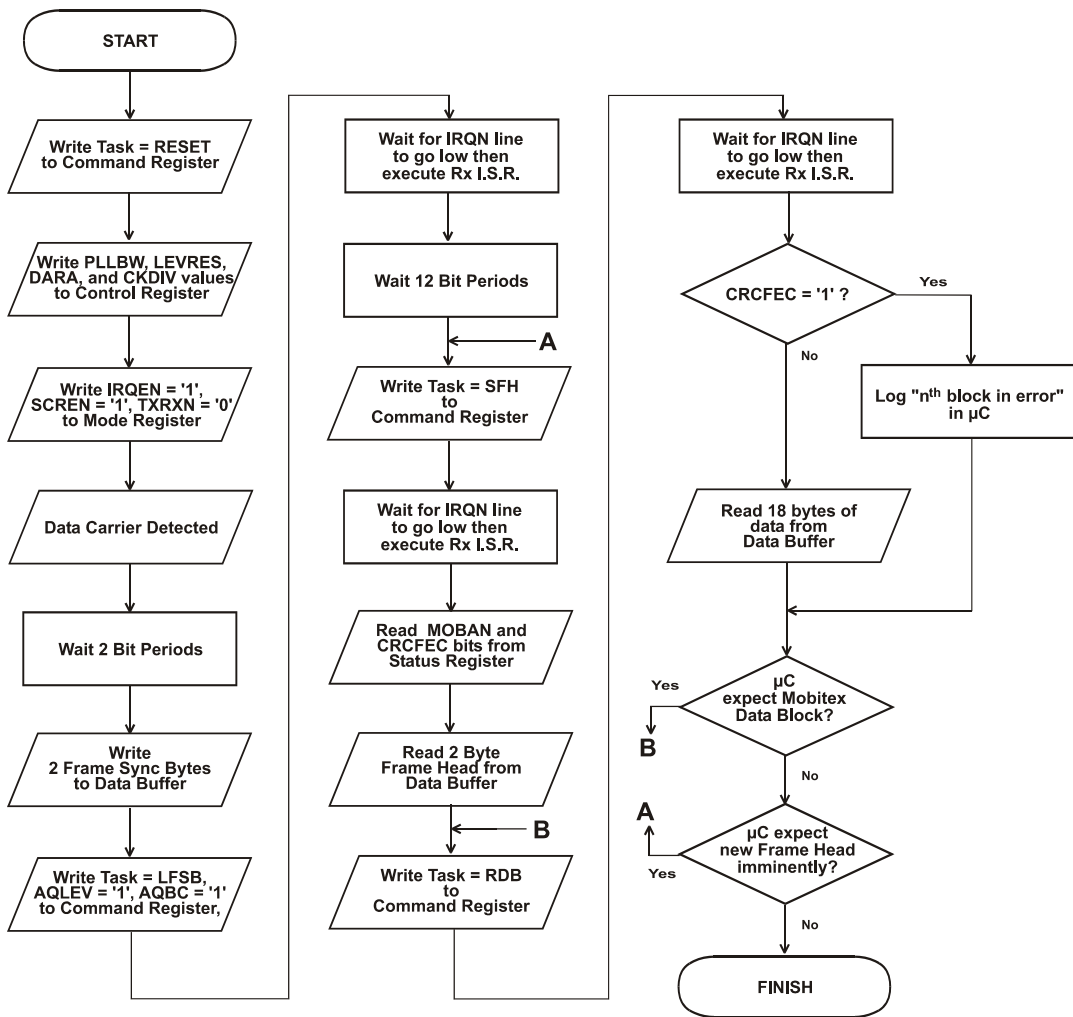 START
Write Task = RESET
to Command Register
Write PLLBW, LEVRES,
DARA, and CKDIV values
to Control Register
Write IRQEN = '1',
SCREN = '1', TXRXN = '0'
to Mode Register
Data Carrier Detected
Wait 2 Bit Periods
Write
2 Frame Sync Bytes
to Data Buffer
Write Task = LFSB,
AQLEV = '1', AQBC = '1'
to Command Register,
Wait for IRQN line
to go low then
execute Rx I.S.R.
Wait 12 Bit Periods
A
Write Task = SFH
to
Command Register
Wait for IRQN line
to go low then
execute Rx I.S.R.
Read MOBAN and
CRCFEC bits from
Status Register
Read 2 Byte
Frame Head from
Data Buffer
B
Write Task = RDB
to
Command Register
Wait for IRQN line
to go low then
execute Rx I.S.R.
CRCFEC = '1' ?
Yes
No
Log "nth block in error"
in µC
Read 18 bytes of
data from
Data Buffer
µC
expect Mobitex
Data Block?
Yes
B
No
A
µC expect
new Frame Head
imminently?
Yes
No
FINISH